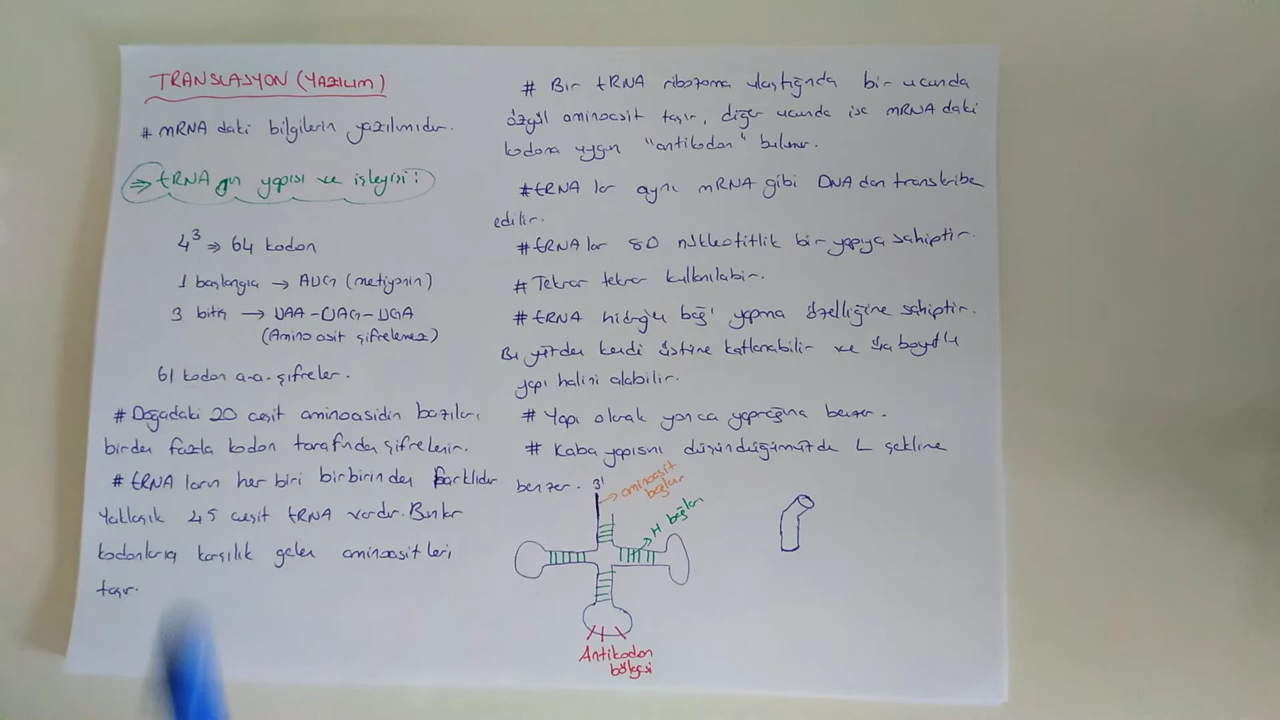 TRANSLASYON (YAZILIM)
# mRNA daki bilgilerin yazılımıdır.
⇒ tRNA nın yapısı ve işleyişi:
4³ ⇒ 64 kodon
1 başlangıç → AUG (metiyonin)
3 bitiş → UAA-UAG-UGA
(Amino asit şifrelemez)
61 kodon a.a. şifreler.
# Doğadaki 20 çeşit aminoasidin bazıları
birden fazla kodon tarafından şifrelenir.
# tRNA ların her biri birbirinden farklıdır
Yaklaşık 45 çeşit tRNA vardır. Bunlar
kodonlara karşılık gelen aminoasitleri
taşır.
# Bir tRNA ribozoma ulaştığında bir ucunda
özgül aminoasit taşır, diğer ucunda ise mRNA daki
kodona uygun "antikodon" bulunur.
# tRNA lar aynı mRNA gibi DNA dan transkribe
edilir.
# tRNA lar 80 nükleotitlik bir yapıya sahiptir.
# Tekrar tekrar kullanılabilir.
# tRNA hidrojen bağı yapma özelliğine sahiptir.
Bu yüzden kendi üstüne katlanabilir ve üç boyutlu
yapı halini alabilir.
# Yapı olarak yonca yaprağına benzer.
# Kaba yapısını düşündüğümüzde L şekline
benzer.
3'
aminoasit
bağlanır
H bağları
Antikodon
bölgesi